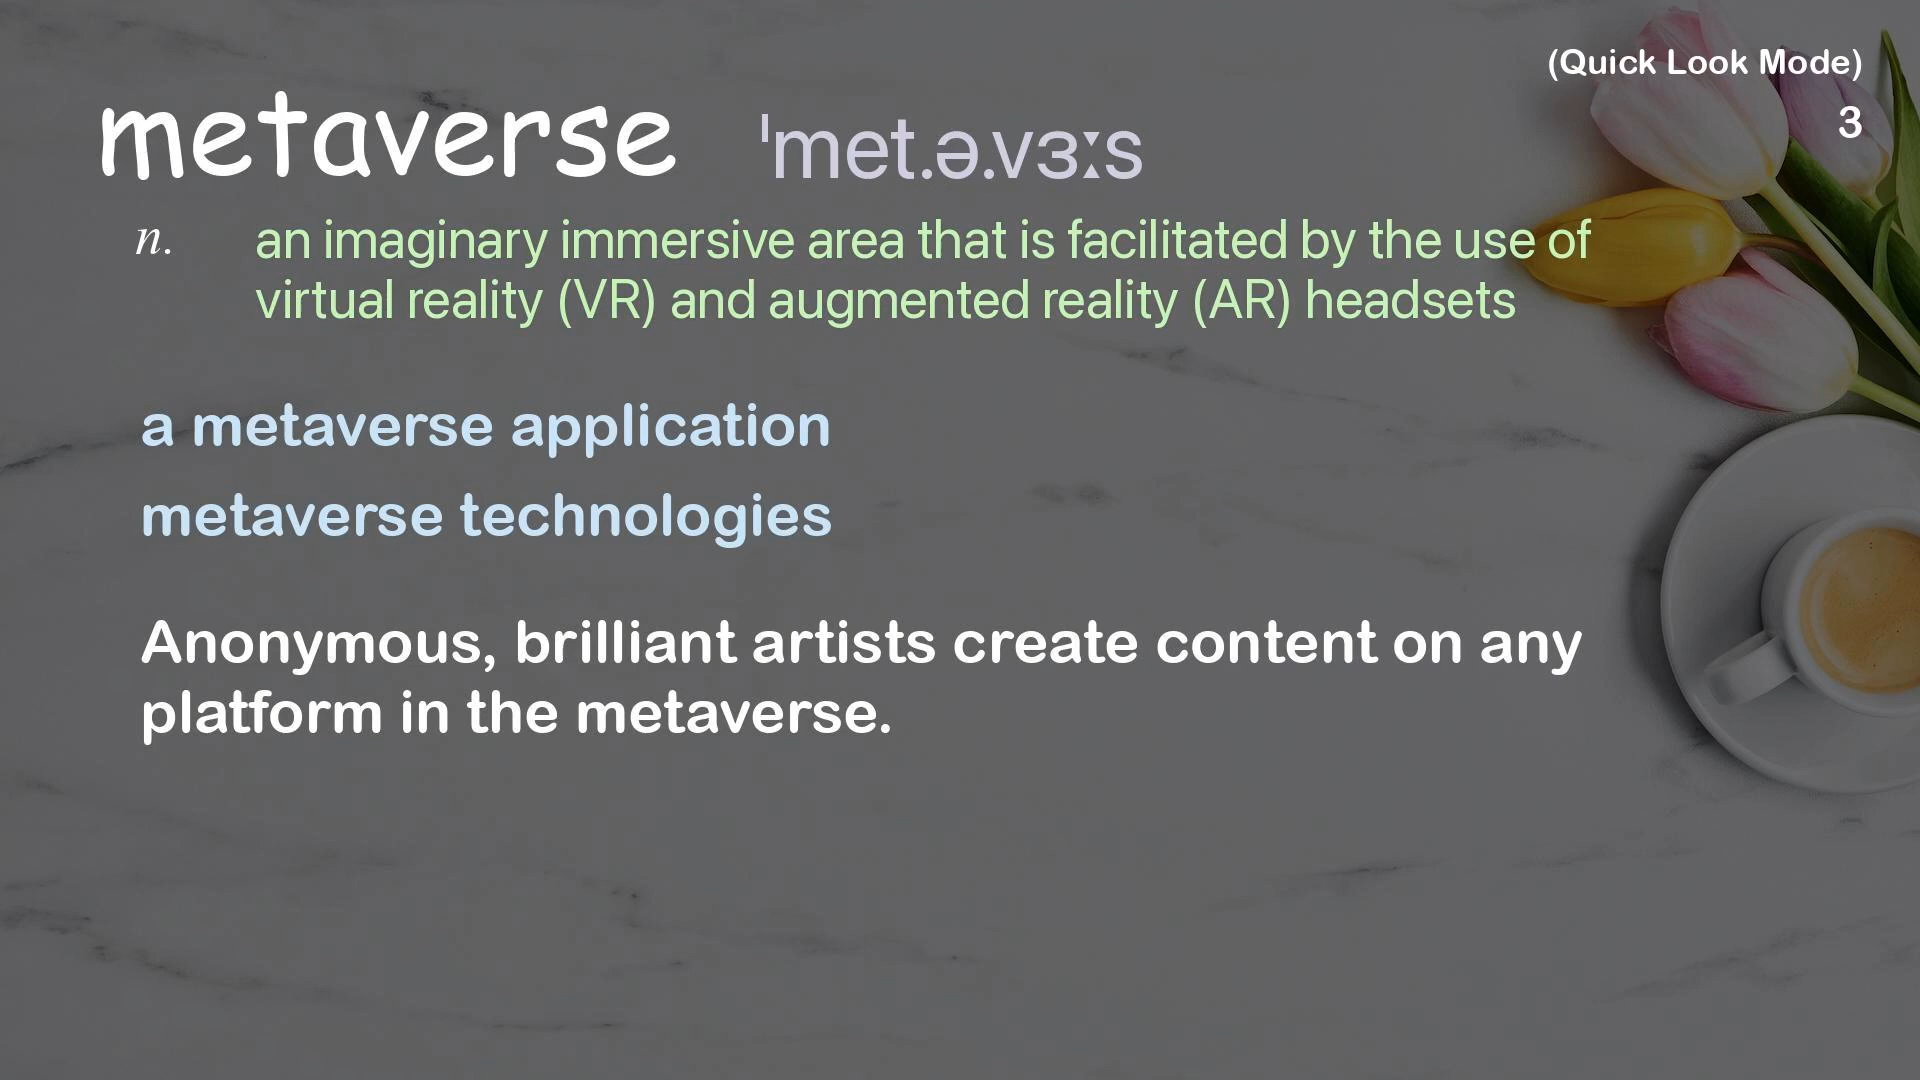 (Quick Look Mode)
metaverse ˈmet.ə.vɜːs
3
n. an imaginary immersive area that is facilitated by the use of
virtual reality (VR) and augmented reality (AR) headsets
a metaverse application
metaverse technologies
Anonymous, brilliant artists create content on any
platform in the metaverse.